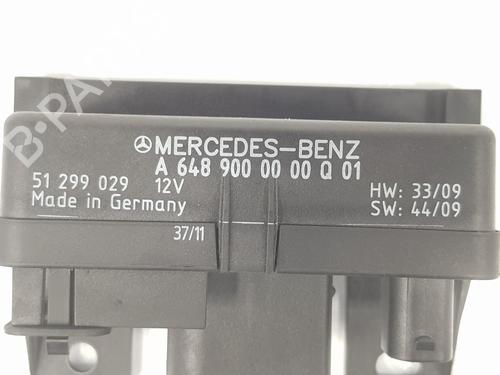 MERCEDES-BENZ
A 648 900 00 00 Q 01
51 299 029 12V
Made in Germany
HW: 33/09
SW: 44/09
37/11
B-PARTS